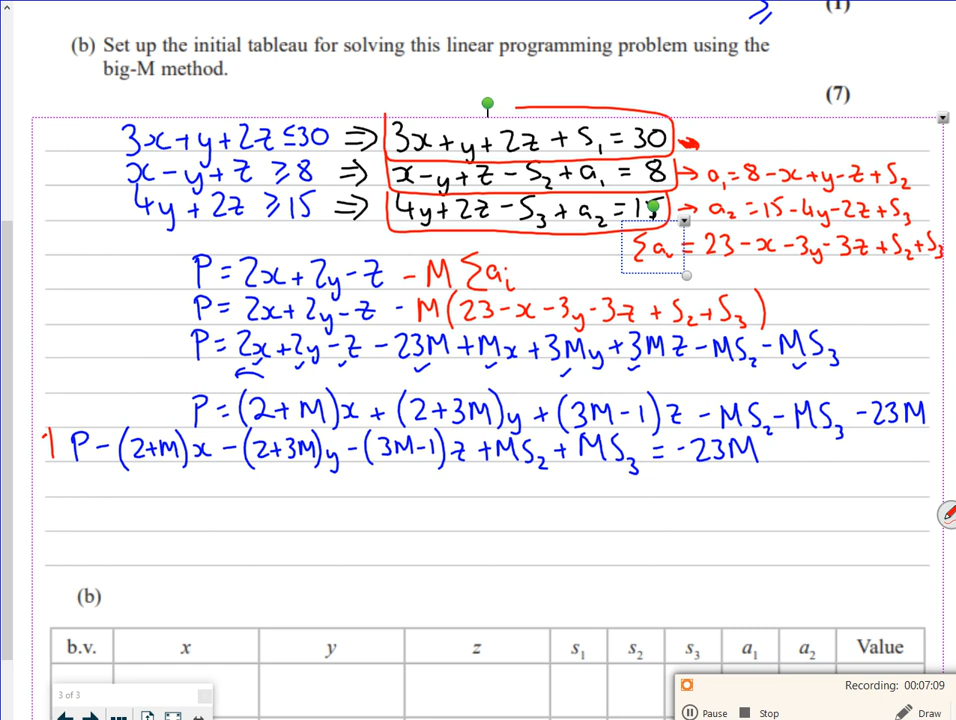 (1)
≥
(b) Set up the initial tableau for solving this linear programming problem using the
big-M method.
(7)
3x+y+2z≤30 ⇒ 3x+y+2z+S₁=30
x-y+z≥8 ⇒ x-y+z-S₂+a₁=8 → a₁=8-x+y-z+S₂
4y+2z≥15 ⇒ 4y+2z-S₃+a₂=15 → a₂=15-4y-2z+S₃
Σaᵢ=23-x-3y-3z+S₂+S₃
P=2x+2y-z-MΣaᵢ
P=2x+2y-z-M(23-x-3y-3z+S₂+S₃)
P=2x+2y-z-23M+Mx+3My+3Mz-MS₂-MS₃
P=(2+M)x+(2+3M)y+(3M-1)z-MS₂-MS₃-23M
P-(2+M)x-(2+3M)y-(3M-1)z+MS₂+MS₃=-23M
(b)
b.v. x y z s₁ s₂ s₃ a₁ a₂ Value
3 of 3
Recording: 00:07:09
Pause Stop Draw